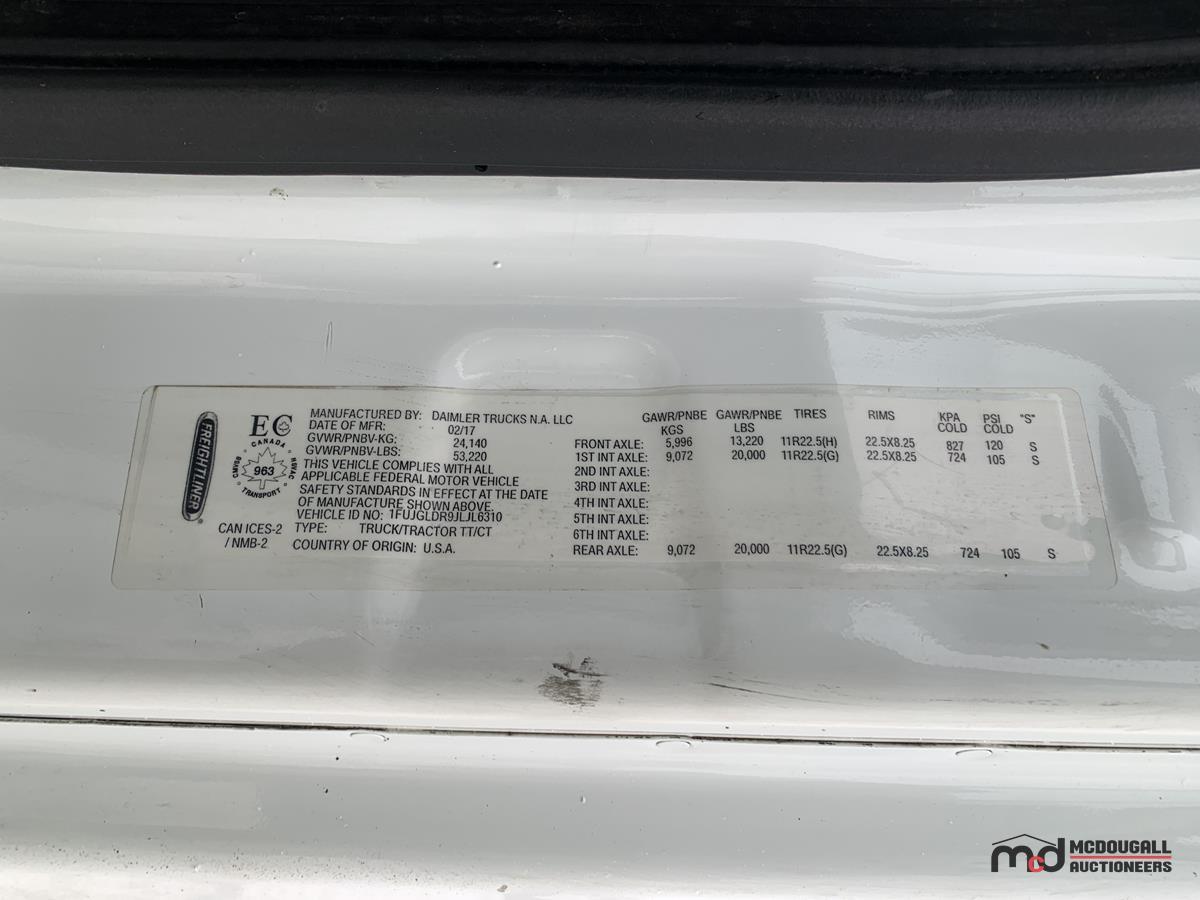 FREIGHTLINER®
EC
CANADA
963
CMVSS NSVAC
TRANSPORT
CAN ICES-2
/ NMB-2
MANUFACTURED BY: DAIMLER TRUCKS N.A. LLC
DATE OF MFR: 02/17
GVWR/PNBV-KG: 24,140
GVWR/PNBV-LBS: 53,220
THIS VEHICLE COMPLIES WITH ALL
APPLICABLE FEDERAL MOTOR VEHICLE
SAFETY STANDARDS IN EFFECT AT THE DATE
OF MANUFACTURE SHOWN ABOVE.
VEHICLE ID NO: 1FUJGLDR9JLJL6310
TYPE: TRUCK/TRACTOR TT/CT
COUNTRY OF ORIGIN: U.S.A.
GAWR/PNBE GAWR/PNBE TIRES RIMS KPA PSI "S"
KGS LBS COLD COLD
FRONT AXLE: 5,996 13,220 11R22.5(H) 22.5X8.25 827 120 S
1ST INT AXLE: 9,072 20,000 11R22.5(G) 22.5X8.25 724 105 S
2ND INT AXLE:
3RD INT AXLE:
4TH INT AXLE:
5TH INT AXLE:
6TH INT AXLE:
REAR AXLE: 9,072 20,000 11R22.5(G) 22.5X8.25 724 105 S
mcd MCDOUGALL
AUCTIONEERS